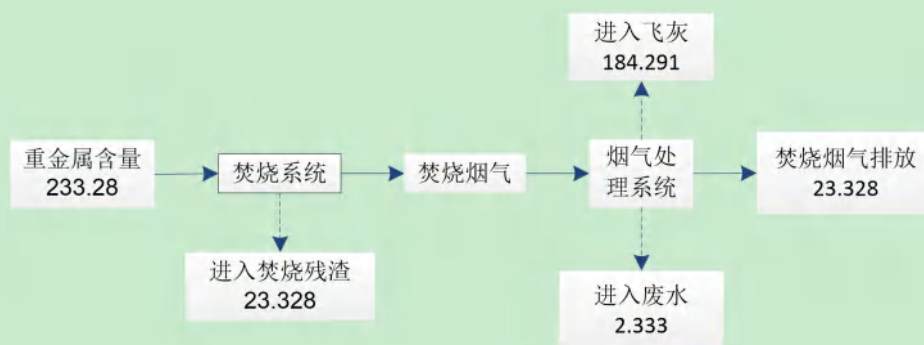 进入飞灰
184.291
重金属含量
233.28
焚烧系统
焚烧烟气
烟气处
理系统
焚烧烟气排放
23.328
进入焚烧残渣
23.328
进入废水
2.333